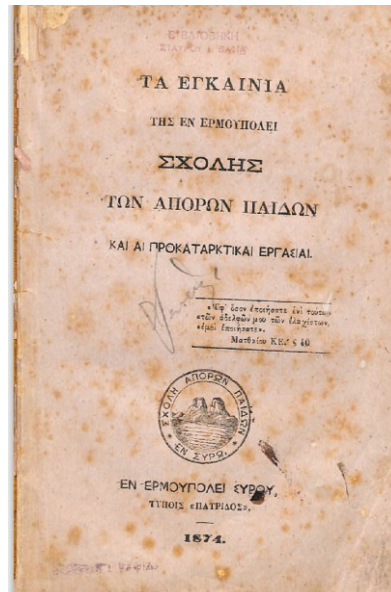 ΤΑ ΕΓΚΑΙΝΙΑ
ΤΗΣ ΕΝ ΕΡΜΟΥΠΟΛΕΙ
ΣΧΟΛΗΣ
ΤΩΝ ΑΠΟΡΩΝ ΠΑΙΔΩΝ
ΚΑΙ ΑΙ ΠΡΟΚΑΤΑΡΚΤΙΚΑΙ ΕΡΓΑΣΙΑΙ.
«Ἐφ' ὅσον ἐποιήσατε ἑνὶ τούτων
«τῶν ἀδελφῶν μου τῶν ἐλαχίστων,
«ἐμοὶ ἐποιήσατε».
Ματθαίου ΚΕ.' § 40
ΣΧΟΛΗ ΑΠΟΡΩΝ ΠΑΙΔΩΝ
ΕΝ ΣΥΡΩ.
ΕΝ ΕΡΜΟΥΠΟΛΕΙ ΣΥΡΟΥ,
ΤΥΠΟΙΣ «ΠΑΤΡΙΔΟΣ».
1874.